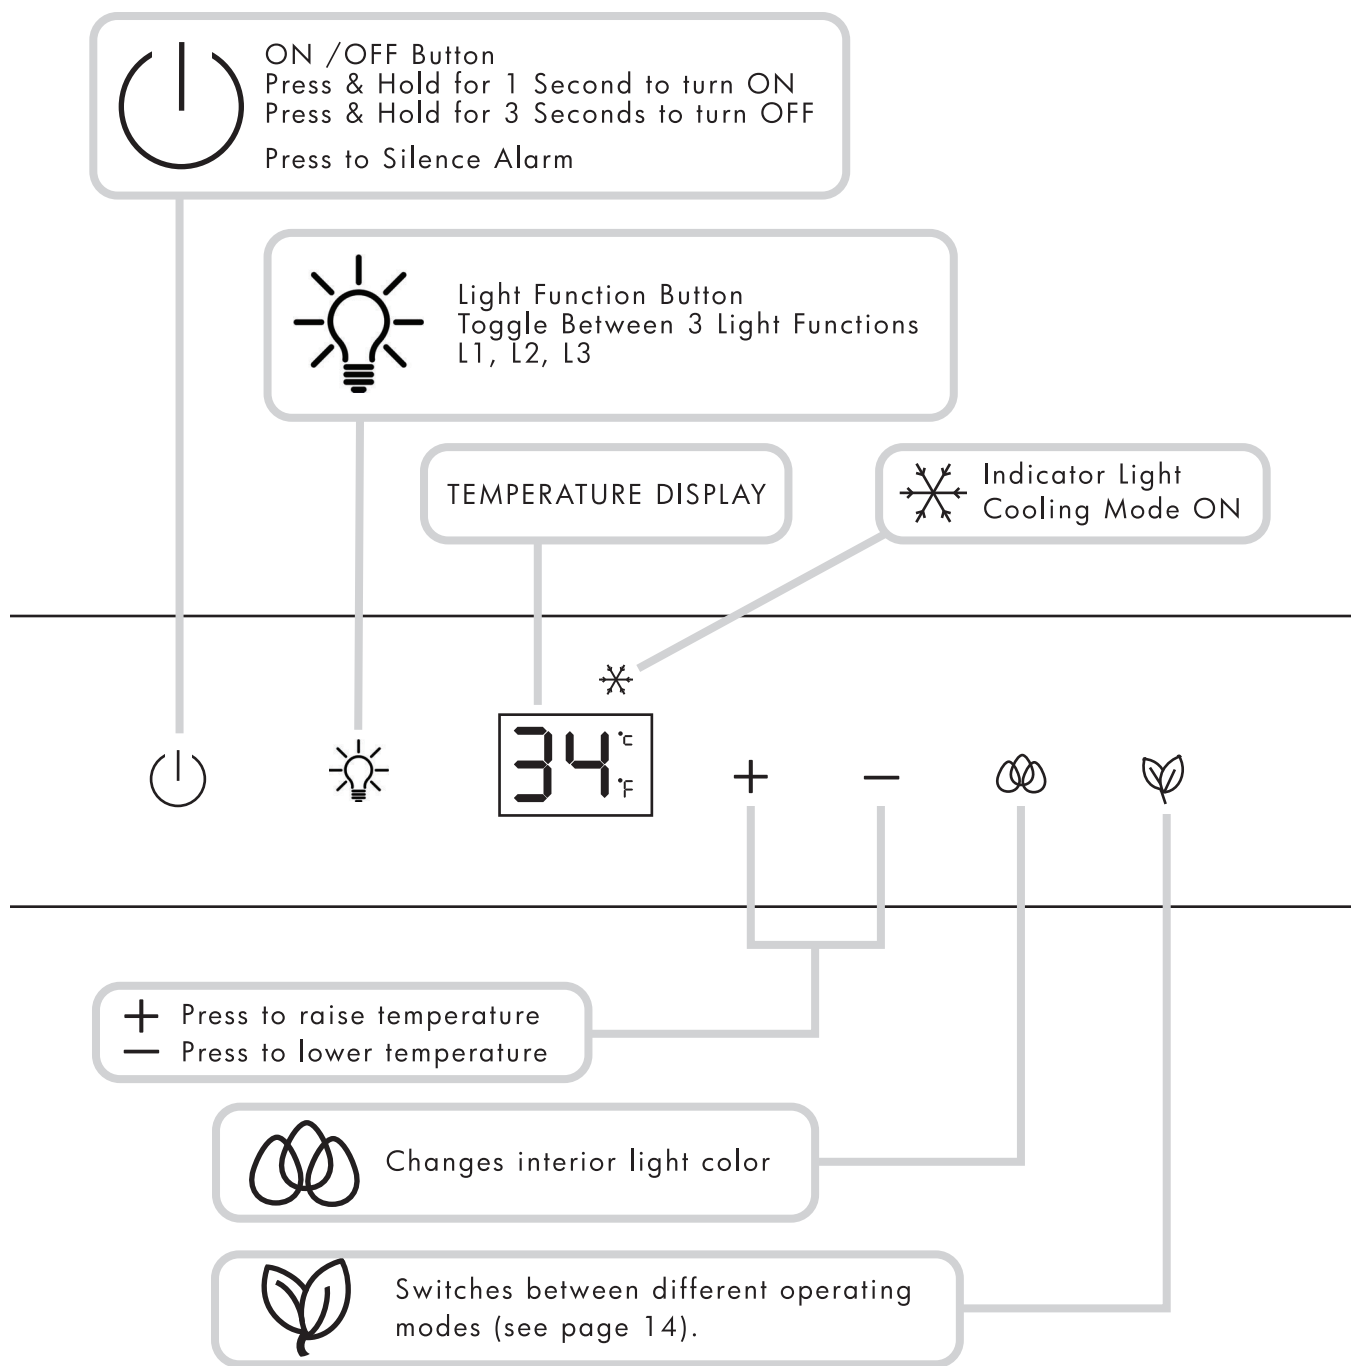 ON /OFF Button
Press & Hold for 1 Second to turn ON
Press & Hold for 3 Seconds to turn OFF
Press to Silence Alarm
Light Function Button
Toggle Between 3 Light Functions
L1, L2, L3
TEMPERATURE DISPLAY
Indicator Light
Cooling Mode ON
34 °C
°F
+ −
+ Press to raise temperature
− Press to lower temperature
Changes interior light color
Switches between different operating
modes (see page 14).